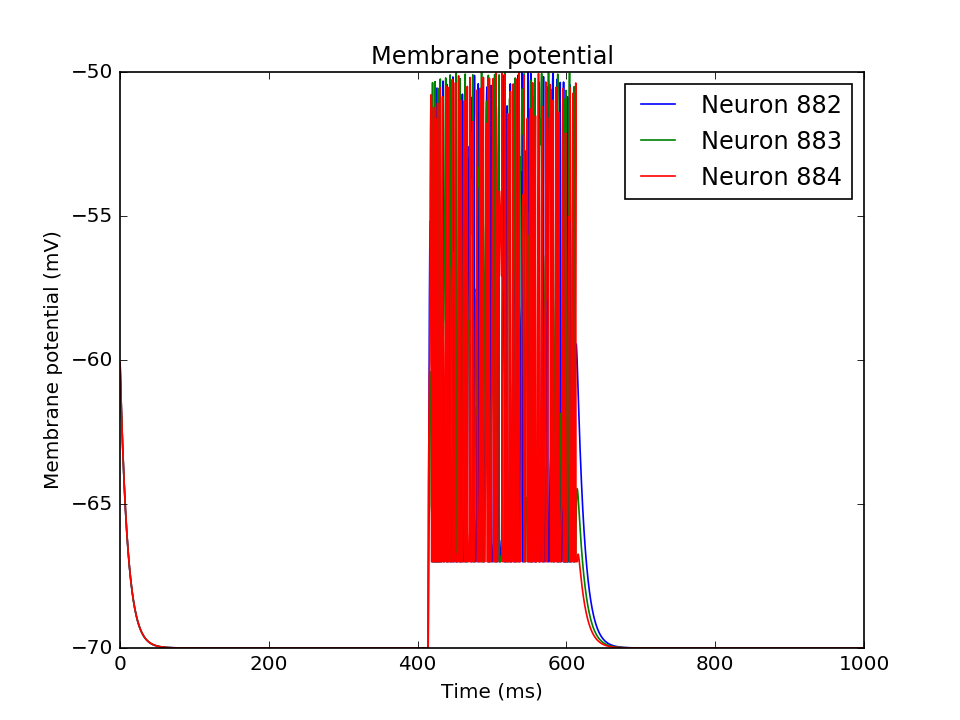 Membrane potential
−50
−55
−60
−65
−70
Membrane potential (mV)
Neuron 882
Neuron 883
Neuron 884
0 200 400 600 800 1000
Time (ms)